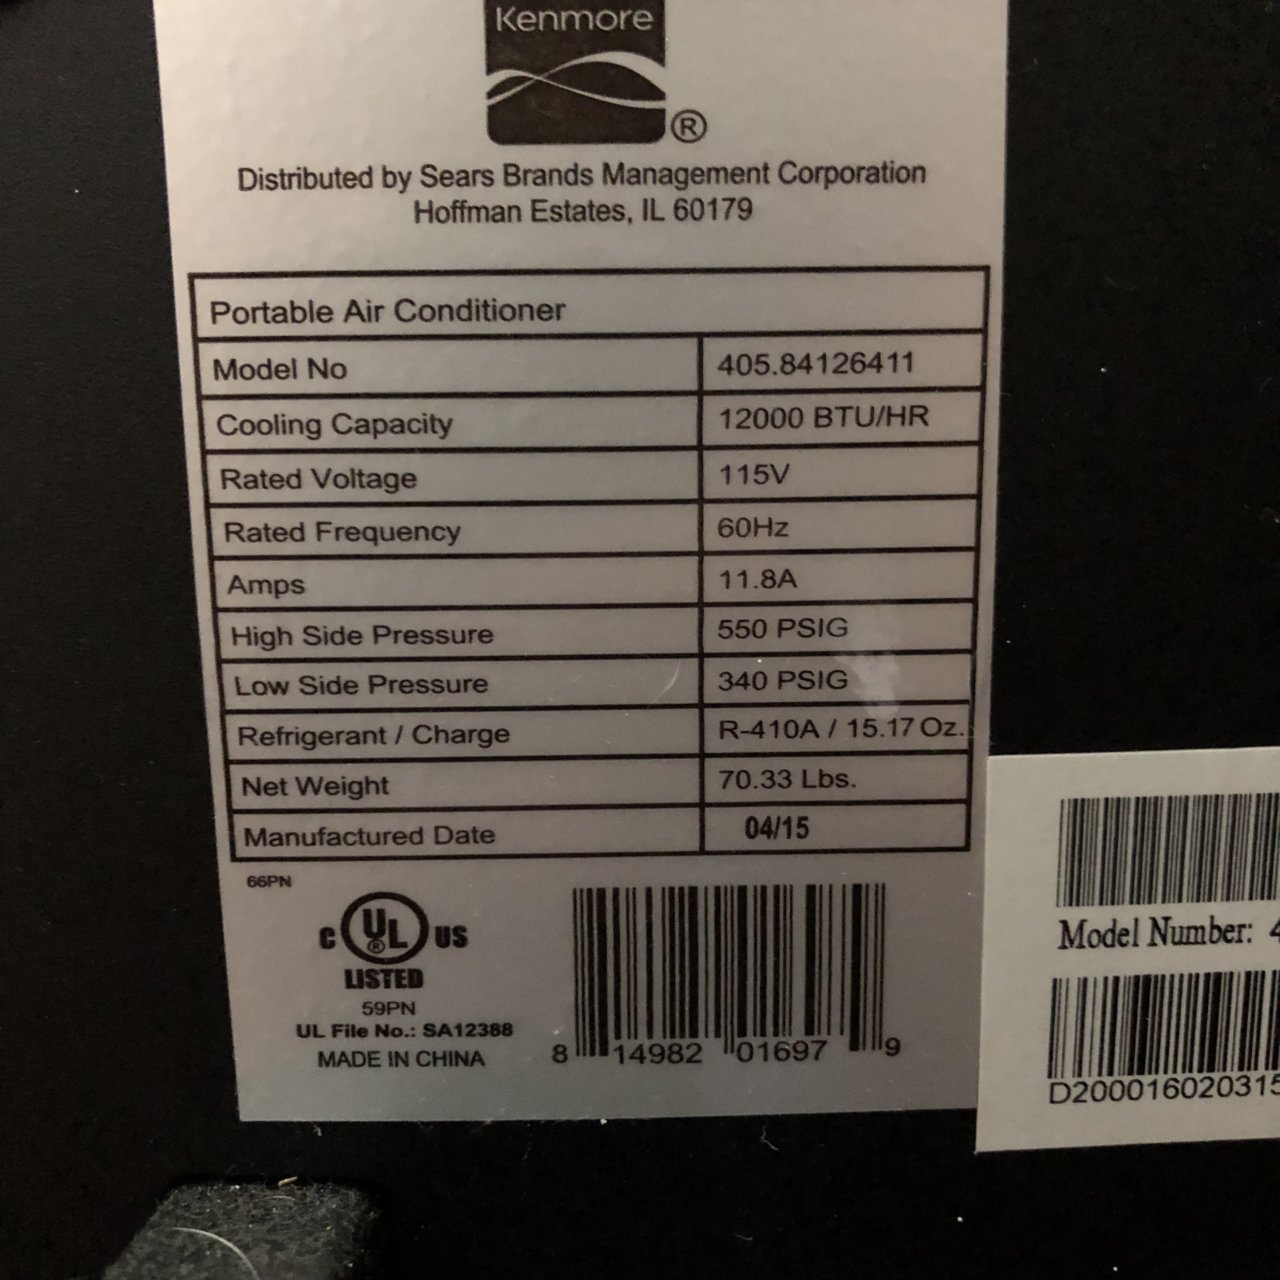 Kenmore
®
Distributed by Sears Brands Management Corporation
Hoffman Estates, IL 60179
Portable Air Conditioner
Model No 405.84126411
Cooling Capacity 12000 BTU/HR
Rated Voltage 115V
Rated Frequency 60Hz
Amps 11.8A
High Side Pressure 550 PSIG
Low Side Pressure 340 PSIG
Refrigerant / Charge R-410A / 15.17 Oz.
Net Weight 70.33 Lbs.
Manufactured Date 04/15
66PN
C UL® US
LISTED
59PN
UL File No.: SA12388
MADE IN CHINA
8 14982 01697 9
Model Number: 4
D200016020315